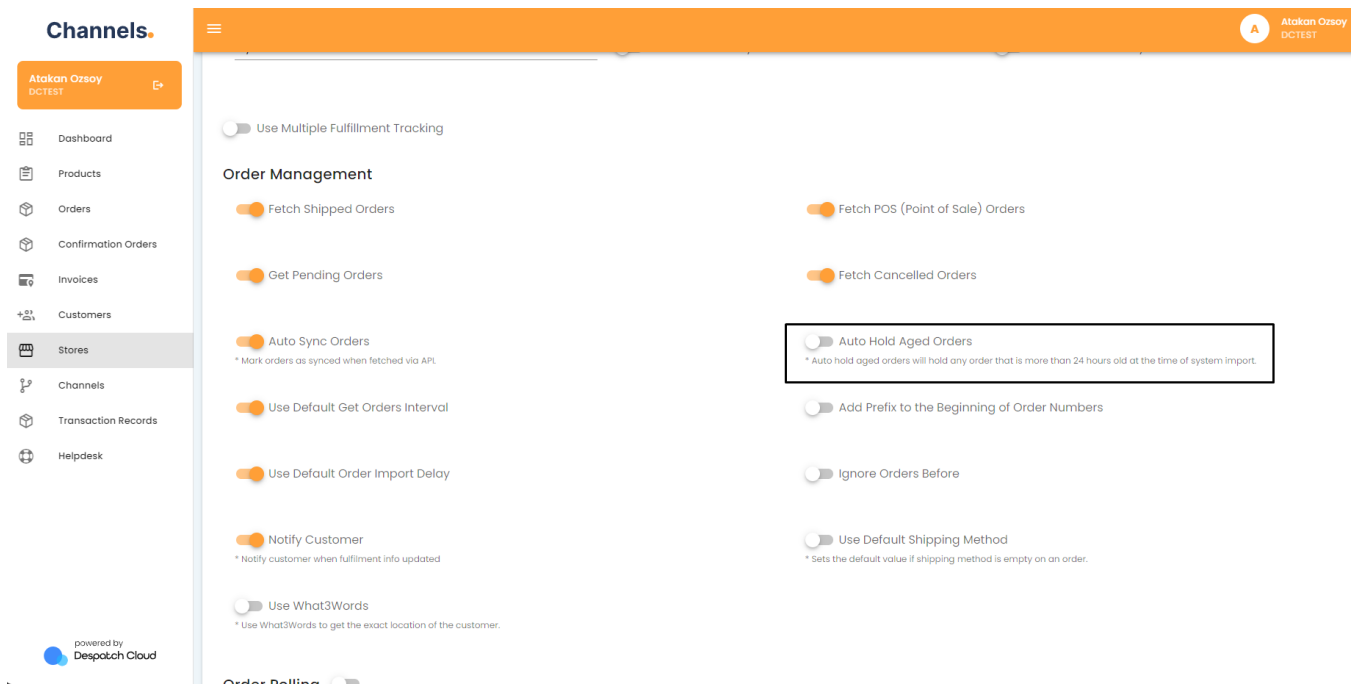 Channels.
A
Atakan Ozsoy
DCTEST
Atakan Ozsoy
DCTEST
Dashboard
Products
Orders
Confirmation Orders
Invoices
Customers
Stores
Channels
Transaction Records
Helpdesk
powered by
Despatch Cloud
Use Multiple Fulfillment Tracking
Order Management
Fetch Shipped Orders
Fetch POS (Point of Sale) Orders
Get Pending Orders
Fetch Cancelled Orders
Auto Sync Orders
* Mark orders as synced when fetched via API.
Auto Hold Aged Orders
* Auto hold aged orders will hold any order that is more than 24 hours old at the time of system import.
Use Default Get Orders Interval
Add Prefix to the Beginning of Order Numbers
Use Default Order Import Delay
Ignore Orders Before
Notify Customer
* Notify customer when fulfilment info updated
Use Default Shipping Method
* Sets the default value if shipping method is empty on an order.
Use What3Words
* Use What3Words to get the exact location of the customer.
Order Polling